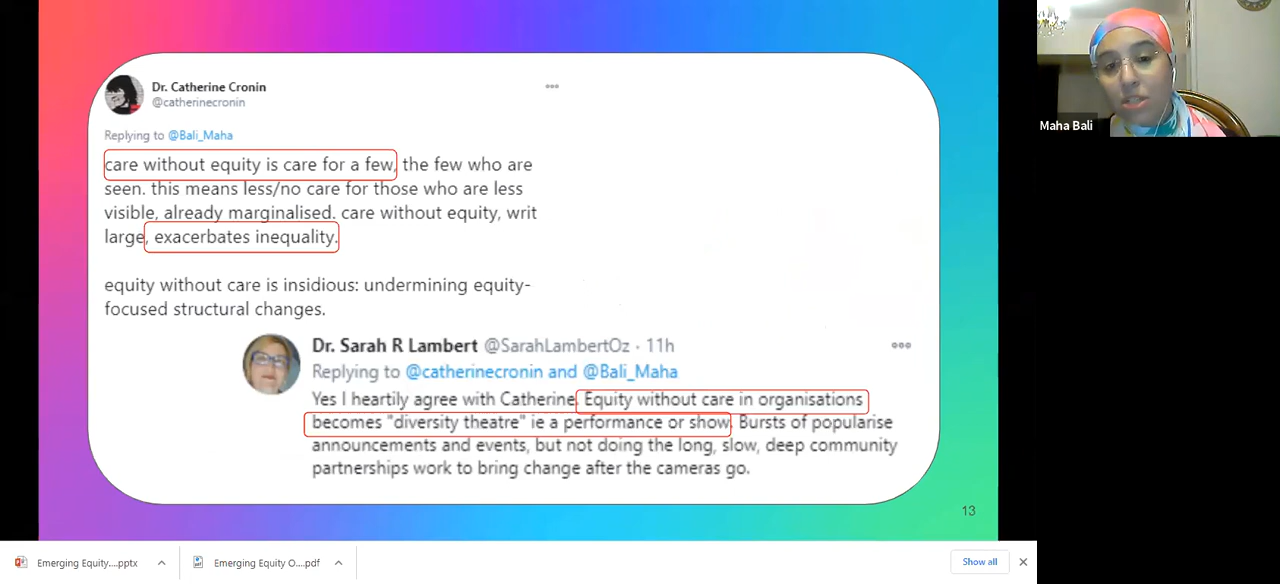 Dr. Catherine Cronin
@catherinecronin
Replying to @Bali_Maha
care without equity is care for a few, the few who are
seen. this means less/no care for those who are less
visible, already marginalised. care without equity, writ
large, exacerbates inequality.
equity without care is insidious: undermining equity-
focused structural changes.
Dr. Sarah R Lambert @SarahLambertOz · 11h
Replying to @catherinecronin and @Bali_Maha
Yes I heartily agree with Catherine. Equity without care in organisations
becomes "diversity theatre" ie a performance or show. Bursts of popularise
announcements and events, but not doing the long, slow, deep community
partnerships work to bring change after the cameras go.
13
Maha Bali
Emerging Equity....pptx
Emerging Equity O....pdf
Show all